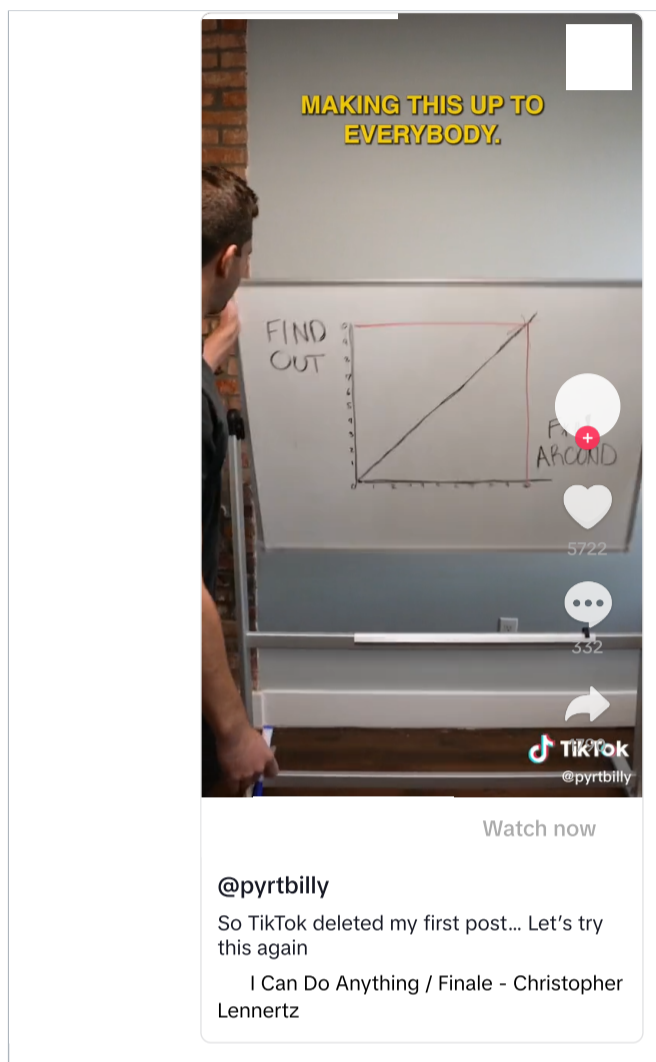 MAKING THIS UP TO
EVERYBODY.
FIND
OUT
AROUND
5722
332
TikTok
@pyrtbilly
Watch now
@pyrtbilly
So TikTok deleted my first post... Let's try
this again
I Can Do Anything / Finale - Christopher
Lennertz